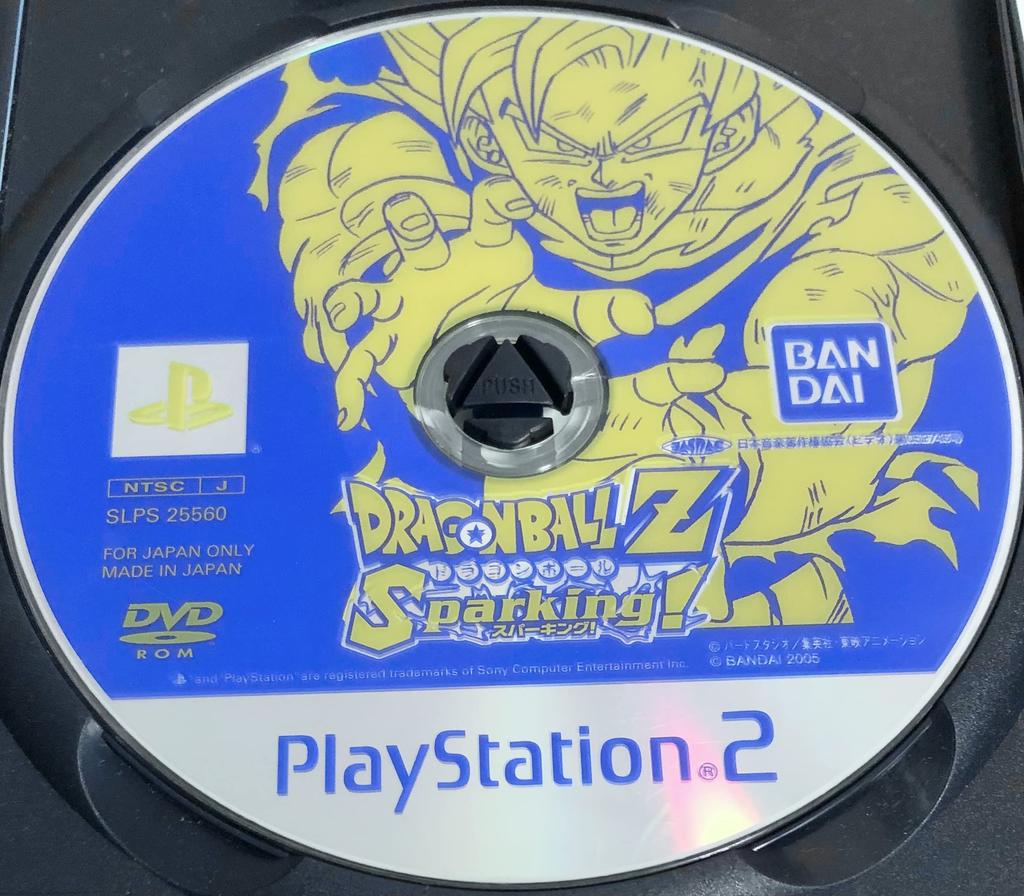 PUSH
BAN
DAI
JASRAC
日本音楽著作権協会(ビデオ)第
NTSC J
SLPS 25560
FOR JAPAN ONLY
MADE IN JAPAN
DVD
ROM
DRAGONBALL Z
ドラゴンボール
Sparking!
スパーキング!
© バードスタジオ/集英社・東映アニメーション
© BANDAI 2005
and "PlayStation" are registered trademarks of Sony Computer Entertainment Inc.
PlayStation®2